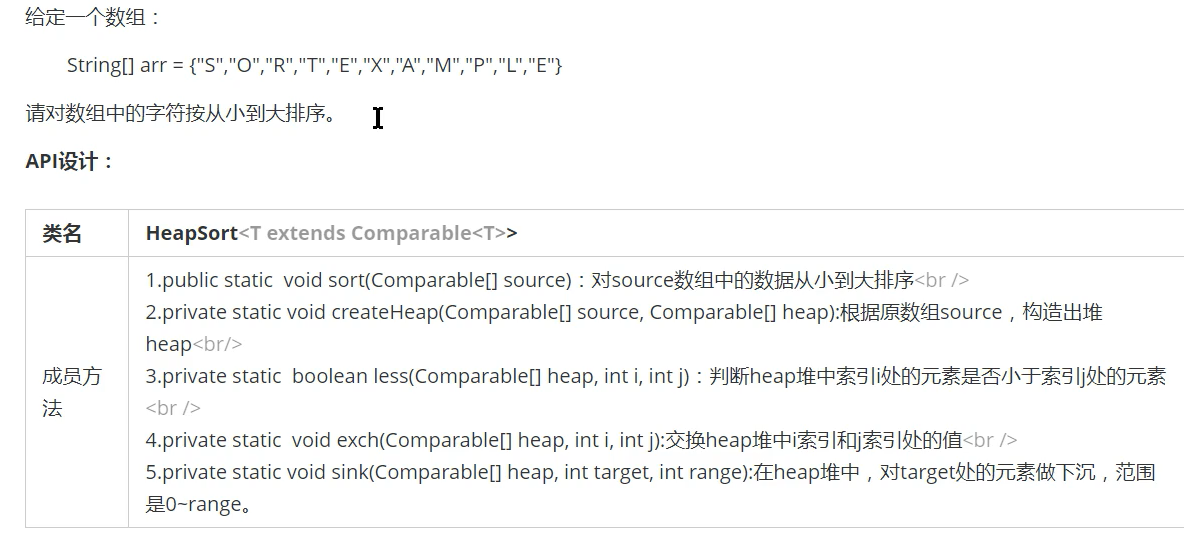 给定一个数组：
String[] arr = {"S","O","R","T","E","X","A","M","P","L","E"}
请对数组中的字符按从小到大排序。
API设计：
类名
HeapSort<T extends Comparable<T>>
成员方
法
1.public static  void sort(Comparable[] source)：对source数组中的数据从小到大排序<br />
2.private static void createHeap(Comparable[] source, Comparable[] heap):根据原数组source，构造出堆
heap<br/>
3.private static  boolean less(Comparable[] heap, int i, int j)：判断heap堆中索引i处的元素是否小于索引j处的元素
<br />
4.private static  void exch(Comparable[] heap, int i, int j):交换heap堆中i索引和j索引处的值<br />
5.private static void sink(Comparable[] heap, int target, int range):在heap堆中，对target处的元素做下沉，范围
是0~range。